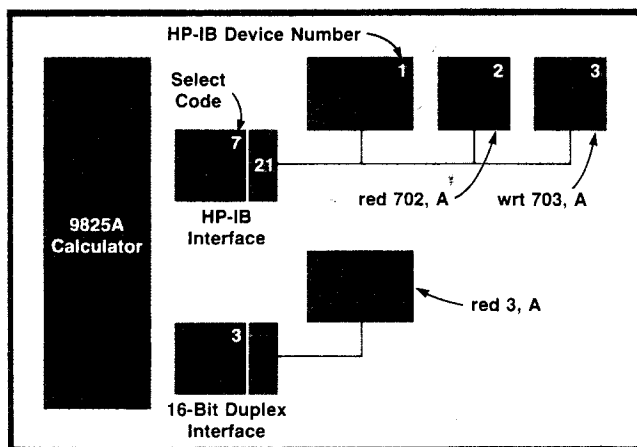 HP-IB Device Number
1
2
3
Select
Code
7
21
HP-IB
Interface
red 702, A
wrt 703, A
9825A
Calculator
red 3, A
3
16-Bit Duplex
Interface